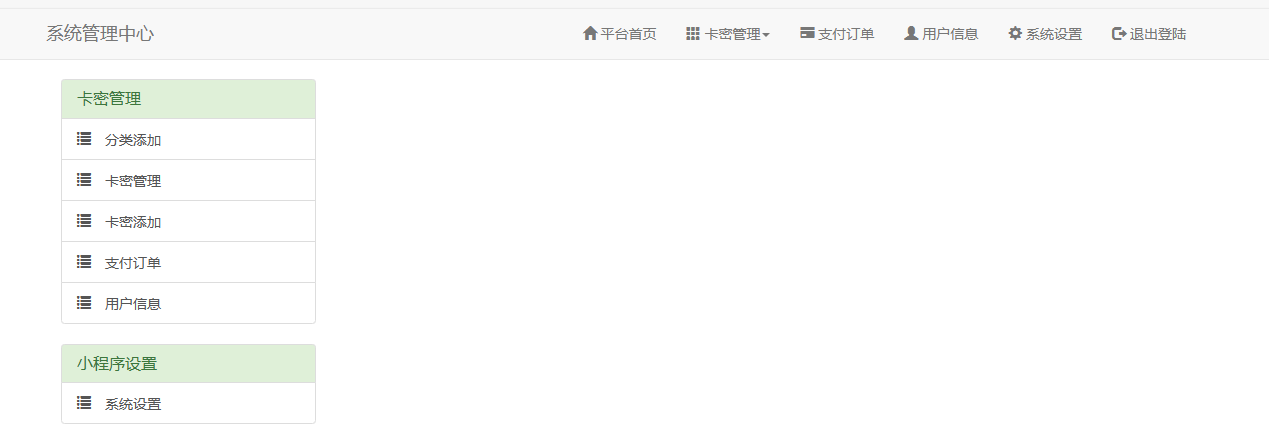 系统管理中心 平台首页 卡密管理 支付订单 用户信息 系统设置 退出登陆
卡密管理
分类添加
卡密管理
卡密添加
支付订单
用户信息
小程序设置
系统设置